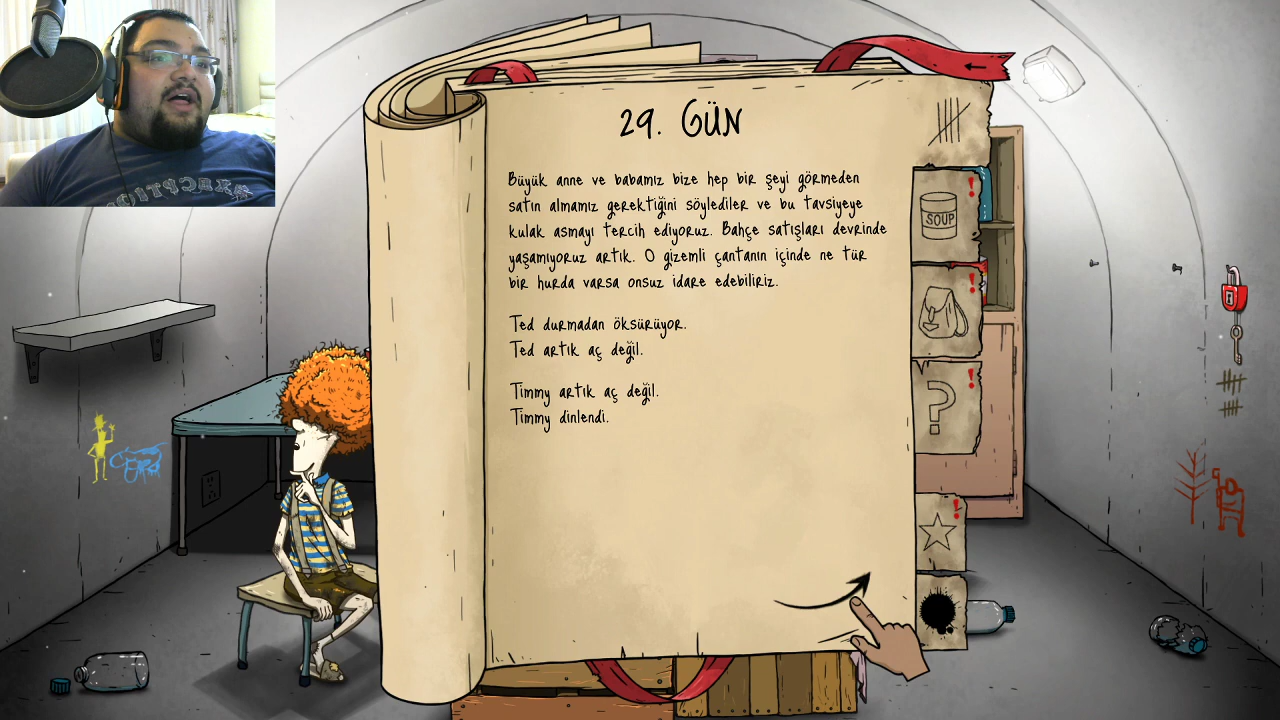 29. GÜN
Büyük anne ve babamız bize hep bir şeyi görmeden
satın almamız gerektiğini söylediler ve bu tavsiyeye
kulak asmayı tercih ediyoruz. Bahçe satışları devrinde
yaşamıyoruz artık. O gizemli çantanın içinde ne tür
bir hurda varsa onsuz idare edebiliriz.
Ted durmadan öksürüyor.
Ted artık aç değil.
Timmy artık aç değil.
Timmy dinlendi.
SOUP
!
!
!
?
!